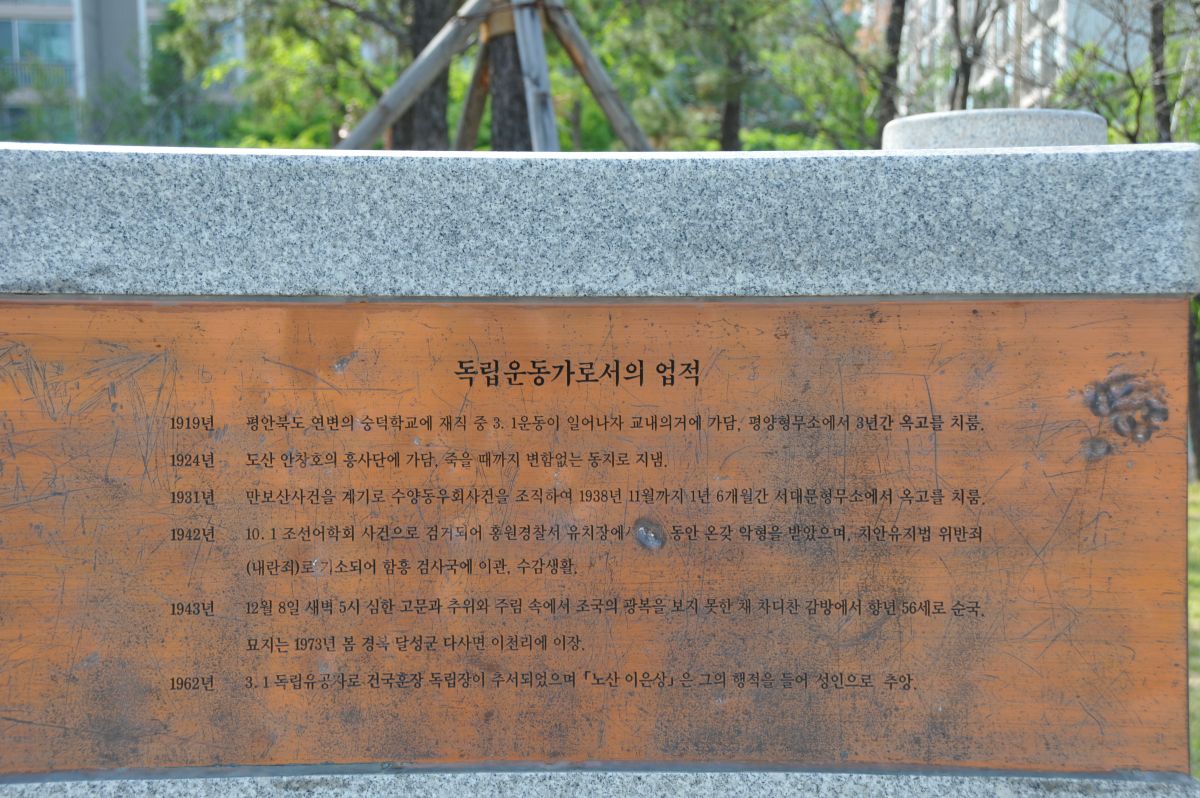 독립운동가로서의 업적
1919년 평안북도 연변의 숭덕학교에 재직 중 3. 1운동이 일어나자 교내의거에 가담, 평양형무소에서 3년간 옥고를 치룸.
1924년 도산 안창호의 흥사단에 가담, 죽을 때까지 변함없는 동지로 지냄.
1931년 만보산사건을 계기로 수양동우회사건을 조직하여 1938년 11월까지 1년 6개월간 서대문형무소에서 옥고를 치룸.
1942년 10. 1 조선어학회 사건으로 검거되어 홍원경찰서 유치장에서 동안 온갖 악형을 받았으며, 치안유지법 위반죄
(내란죄)로 기소되어 함흥 검사국에 이관, 수감생활.
1943년 12월 8일 새벽 5시 심한 고문과 추위와 주림 속에서 조국의 광복을 보지 못한 채 차디찬 감방에서 향년 56세로 순국.
묘지는 1973년 봄 경북 달성군 다사면 이천리에 이장.
1962년 3. 1 독립유공자로 건국훈장 독립장이 추서되었으며 「노산 이은상」은 그의 행적을 들어 성인으로 추앙.